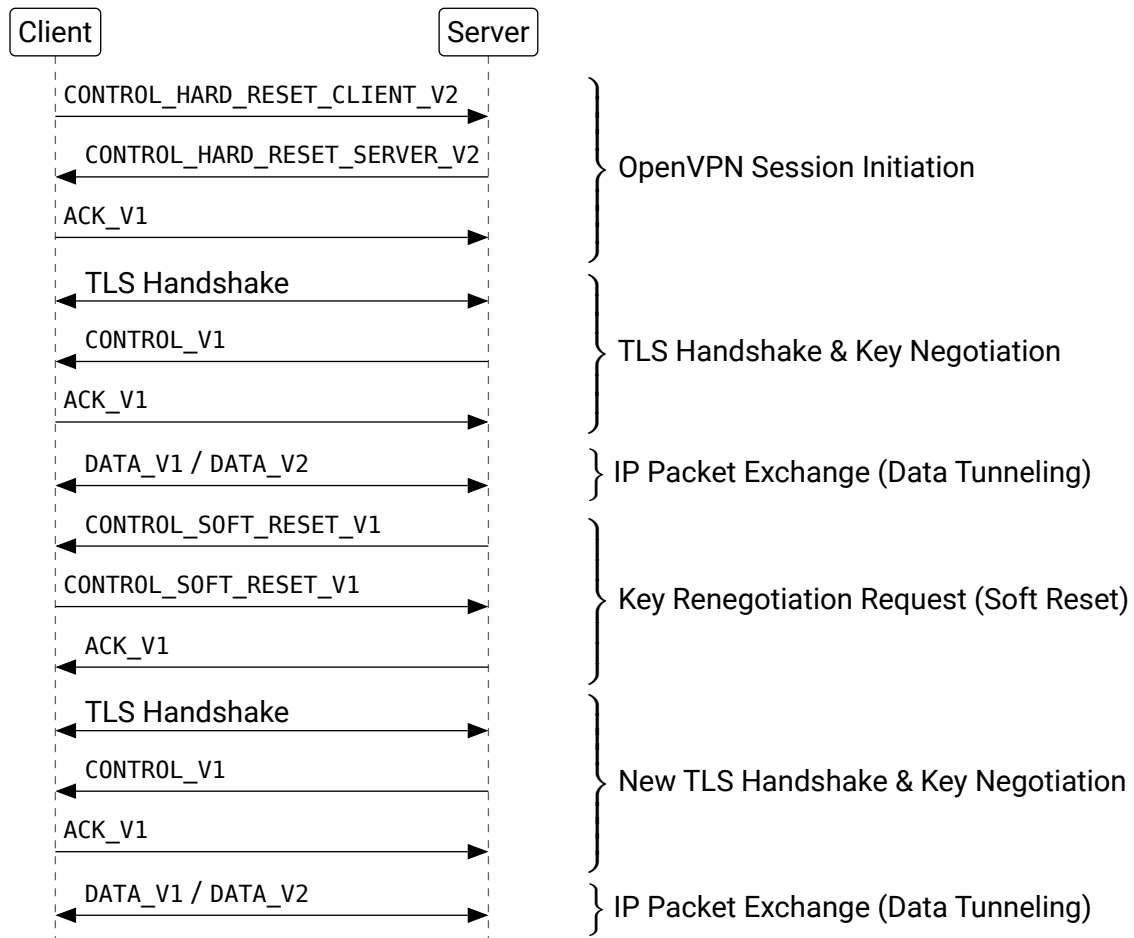 Client
Server
CONTROL_HARD_RESET_CLIENT_V2
CONTROL_HARD_RESET_SERVER_V2
OpenVPN Session Initiation
ACK_V1
TLS Handshake
CONTROL_V1
TLS Handshake & Key Negotiation
ACK_V1
DATA_V1 / DATA_V2
IP Packet Exchange (Data Tunneling)
CONTROL_SOFT_RESET_V1
CONTROL_SOFT_RESET_V1
Key Renegotiation Request (Soft Reset)
ACK_V1
TLS Handshake
CONTROL_V1
New TLS Handshake & Key Negotiation
ACK_V1
DATA_V1 / DATA_V2
IP Packet Exchange (Data Tunneling)